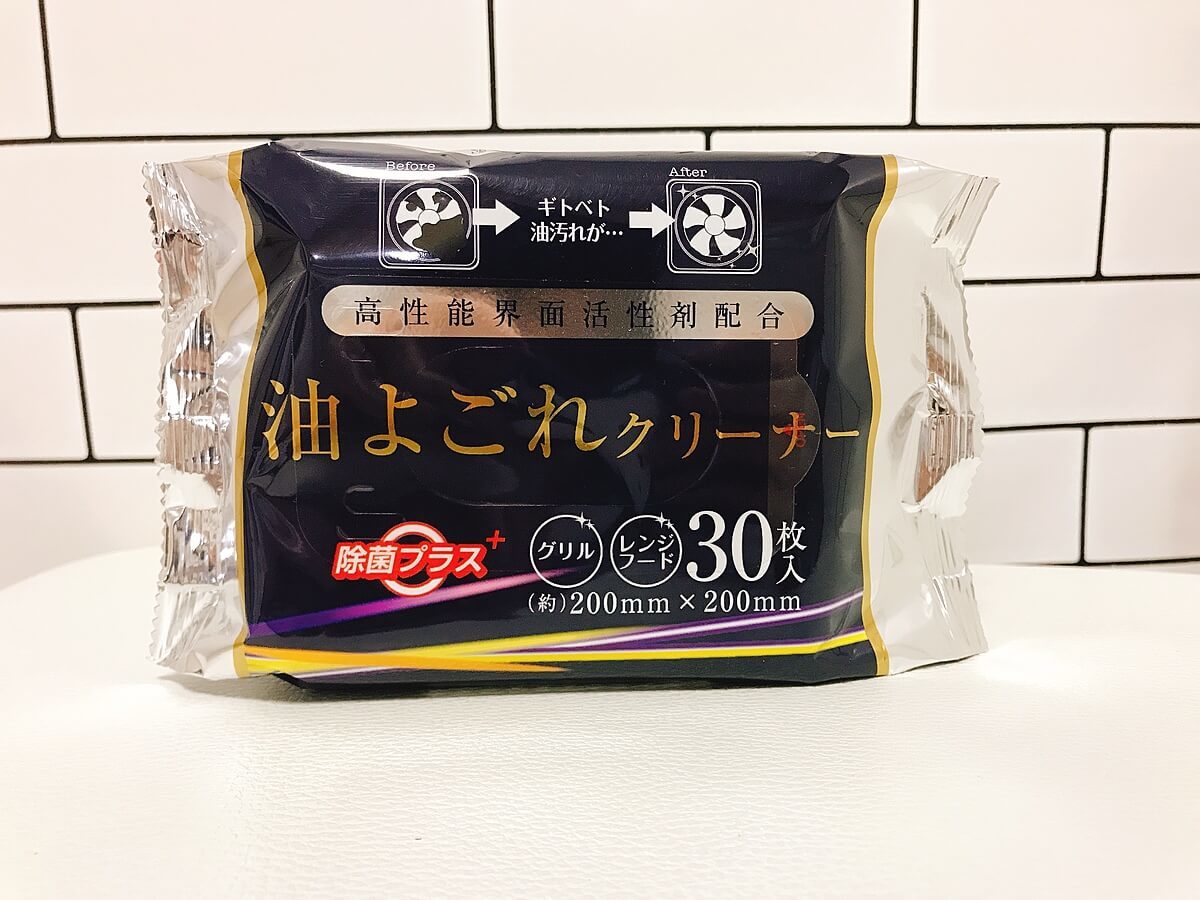 Before
After
ギトベト
油汚れが…
高性能界面活性剤配合
油よごれクリーナー
除菌プラス+
グリル
レンジ
フード
30枚入
(約)200mm×200mm